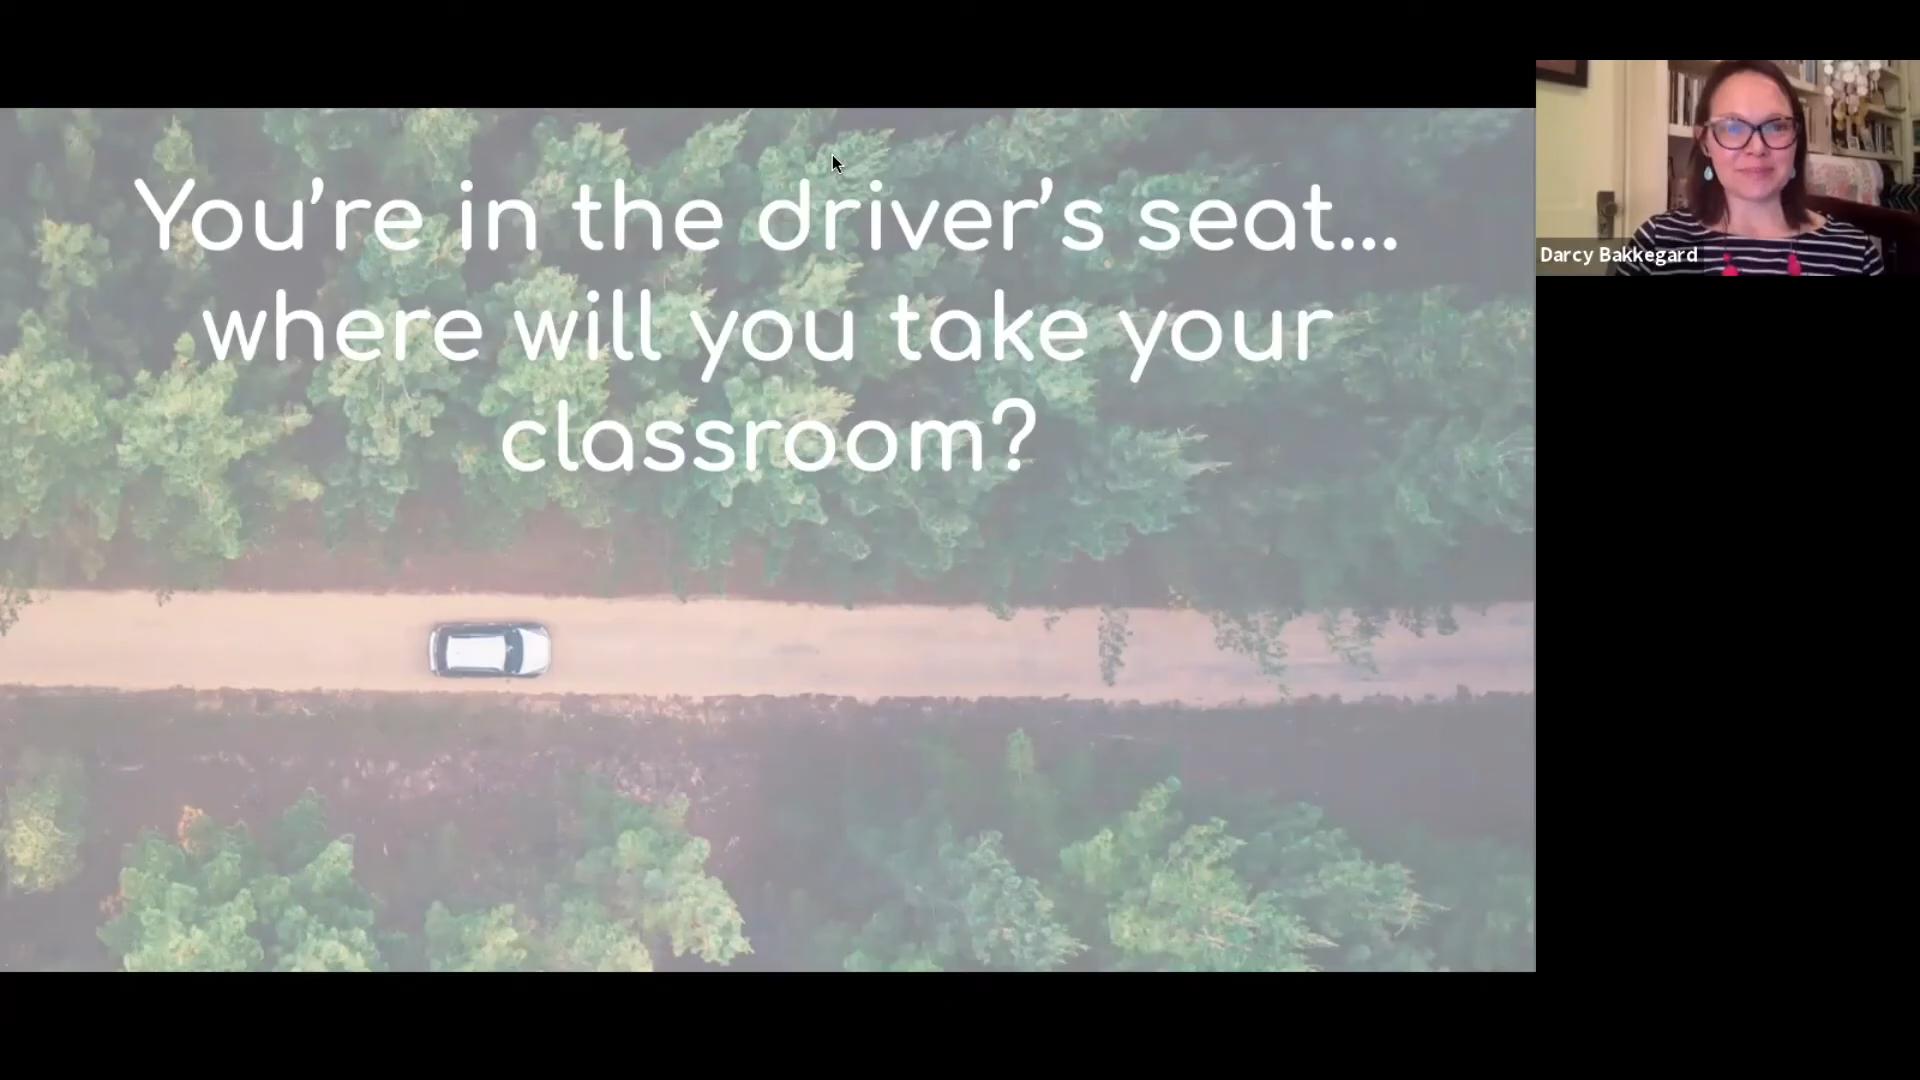 You’re in the driver’s seat...
where will you take your
classroom?
Darcy Bakkegard